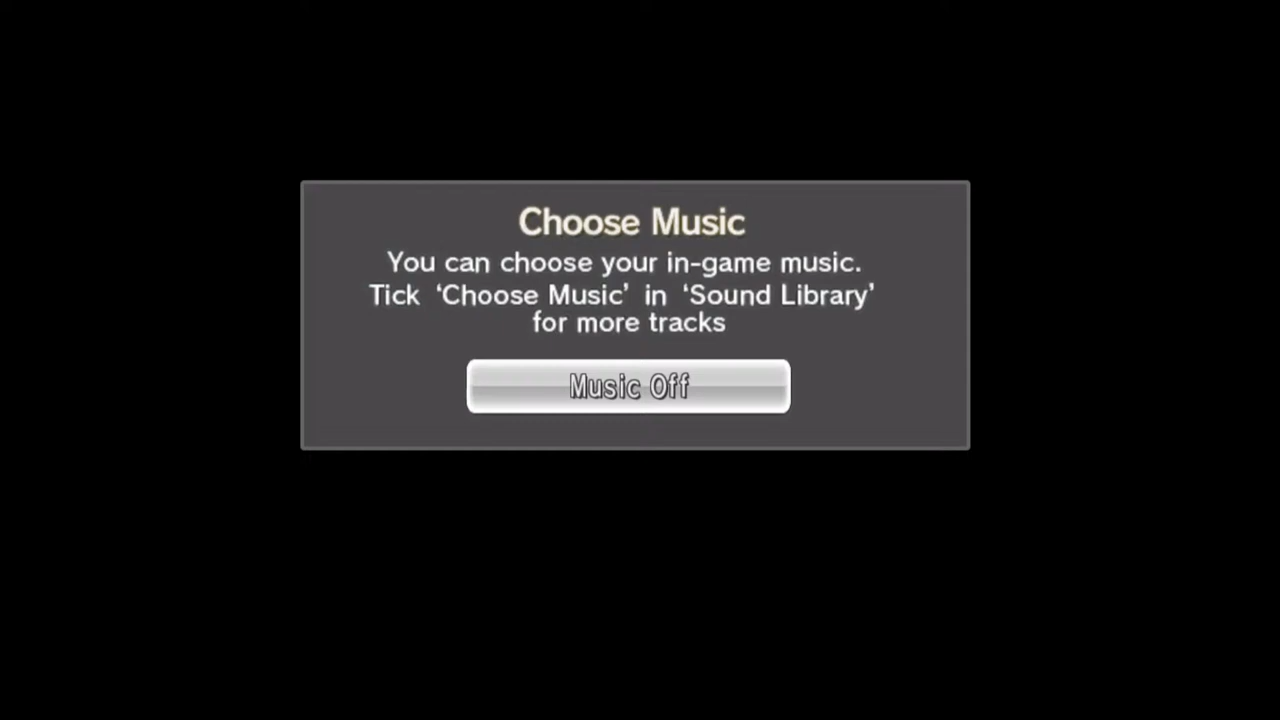 Choose Music
You can choose your in-game music.
Tick ‘Choose Music’ in ‘Sound Library’
for more tracks
Music Off